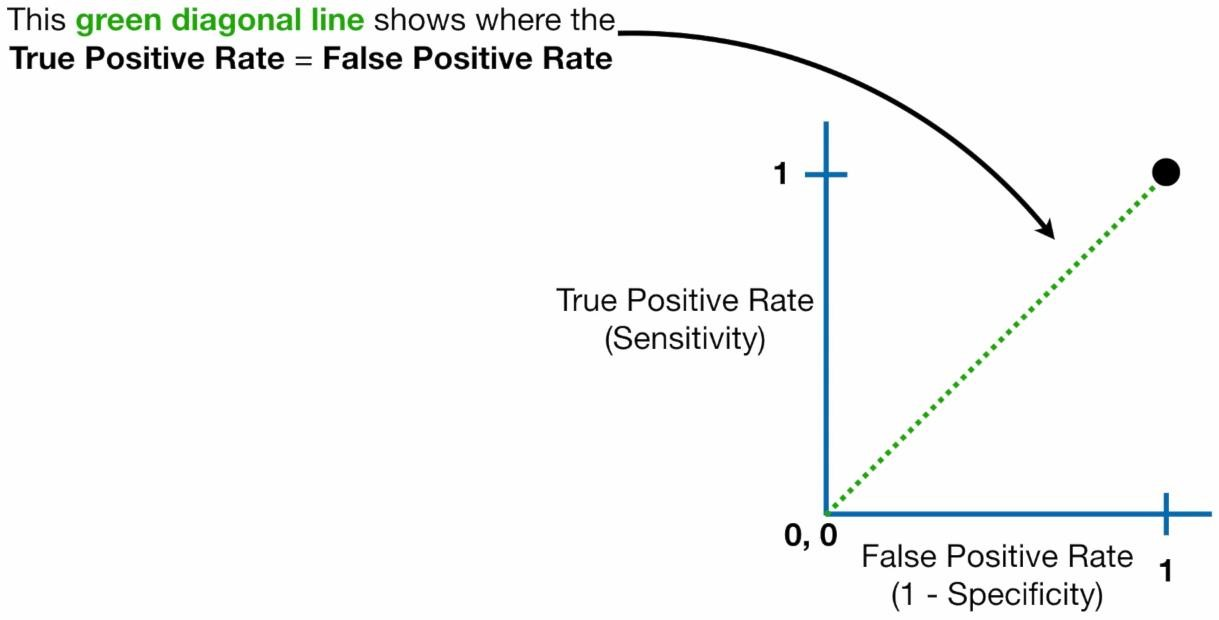 This green diagonal line shows where the
True Positive Rate = False Positive Rate
1
True Positive Rate
(Sensitivity)
0, 0
False Positive Rate
1
(1 - Specificity)